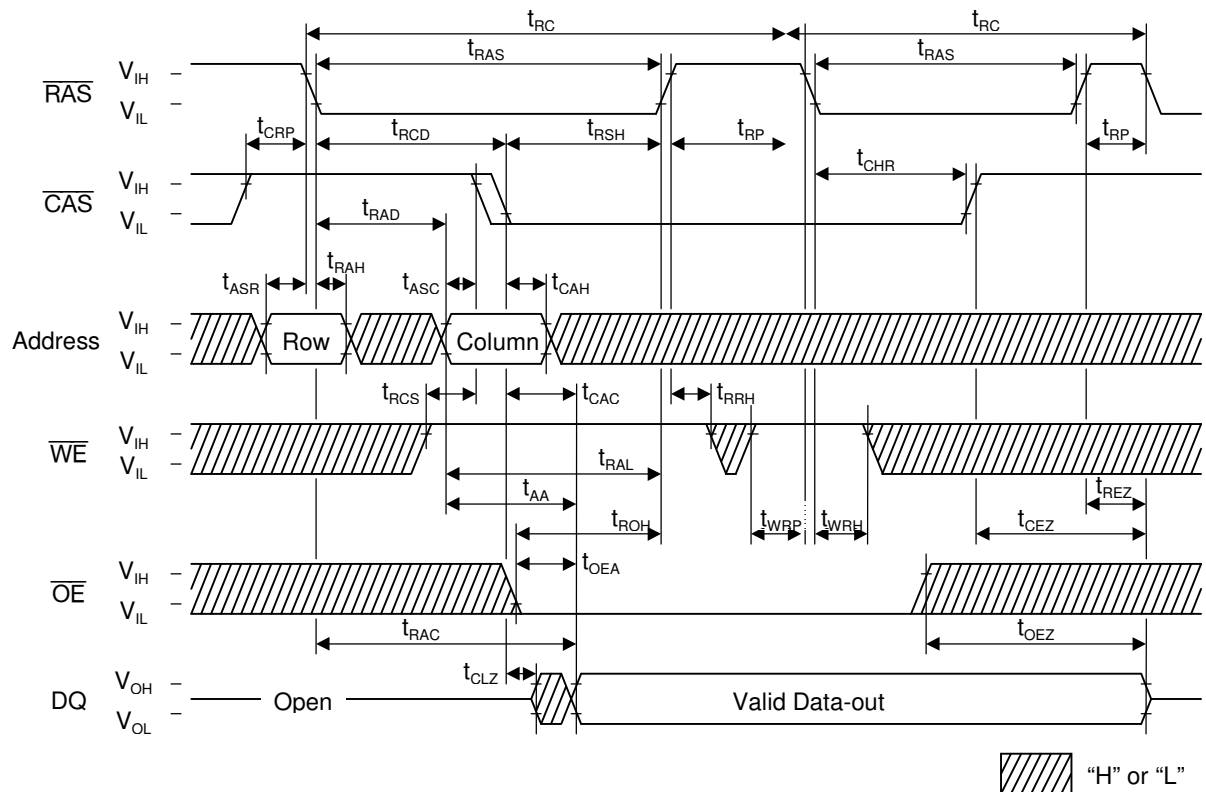 tRC tRC
tRAS tRAS
RAS VIH
VIL
tCRP tRCD tRSH tRP tRP
tCHR
CAS VIH
VIL
tRAD
tASR tRAH tASC tCAH
Address VIH
VIL
Row Column
tRCS tCAC tRRH
WE VIH
VIL
tRAL
tAA tREZ
tROH tWRP tWRH tCEZ
tOEA
OE VIH
VIL
tRAC tOEZ
tCLZ
DQ VOH
VOL
Open Valid Data-out
“H” or “L”